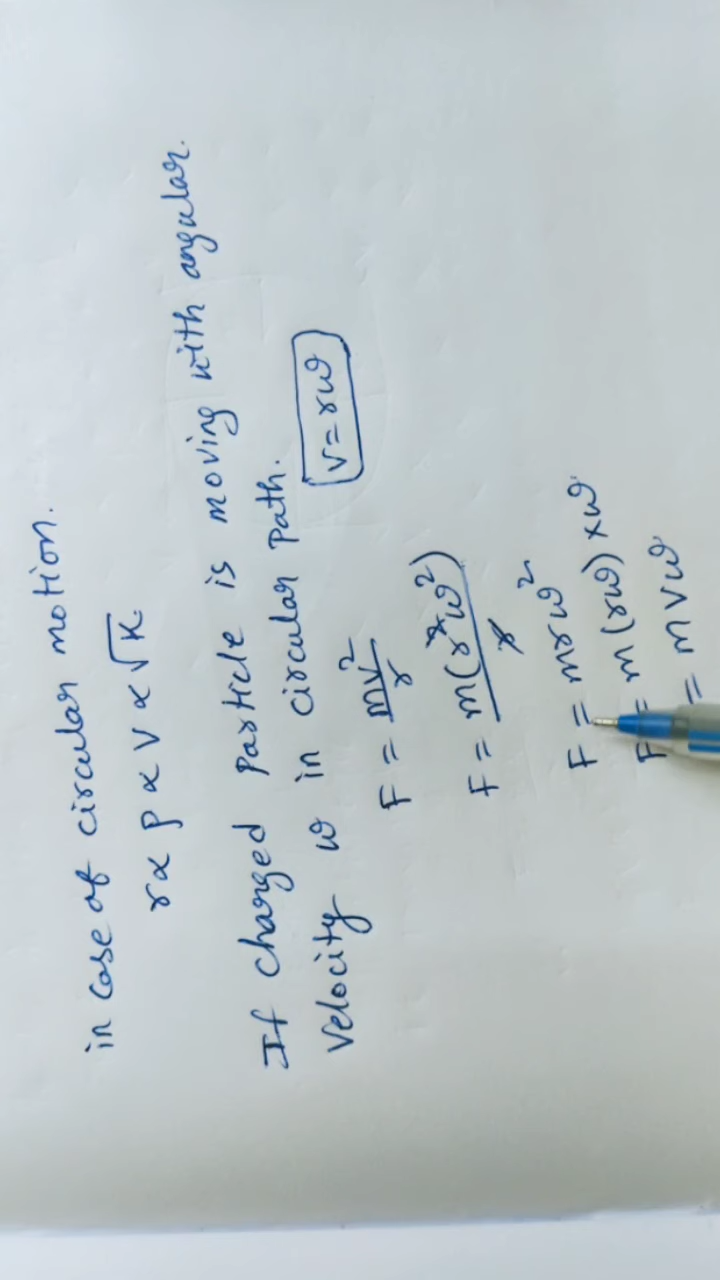 in case of circular motion.
r ∝ p ∝ v ∝ √K.
If charged particle is moving with angular.
velocity ω in circular path.
v = rω
F = mv²/r
F = m(r²ω²)/r
F = mrω²
F = m(rω) × ω
= mvω